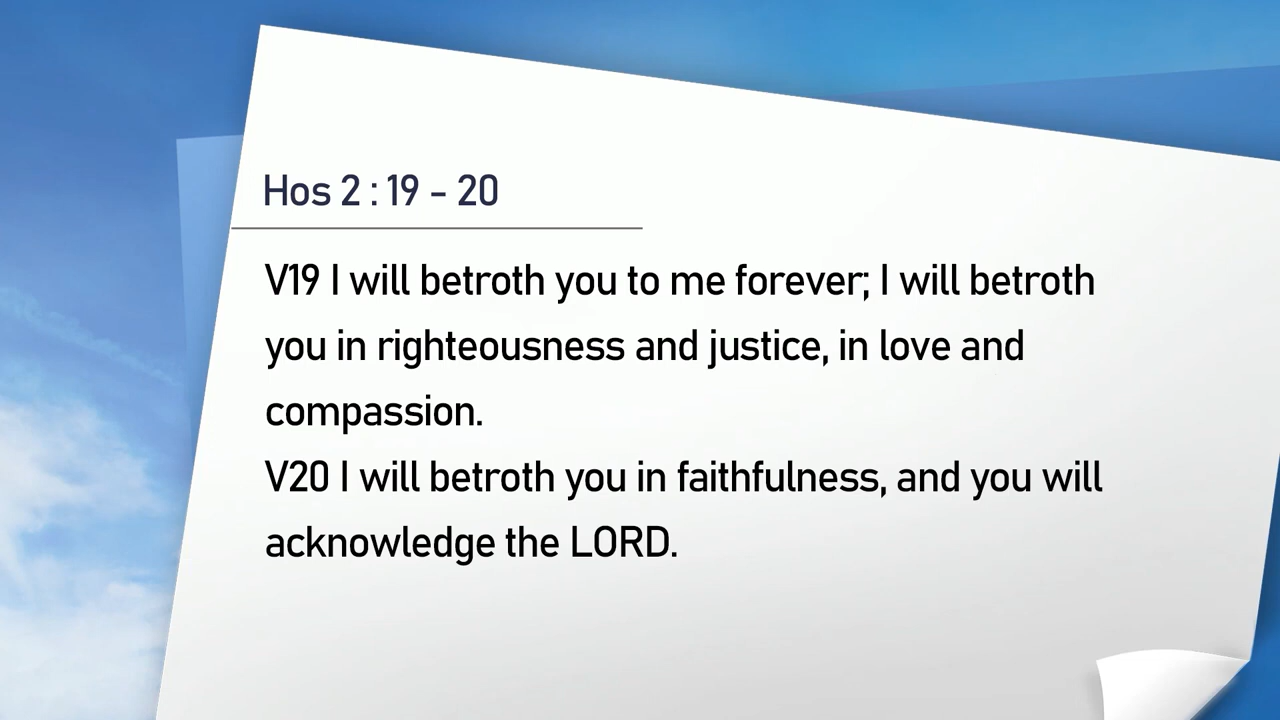 Hos 2 : 19 - 20
V19 I will betroth you to me forever; I will betroth
you in righteousness and justice, in love and
compassion.
V20 I will betroth you in faithfulness, and you will
acknowledge the LORD.